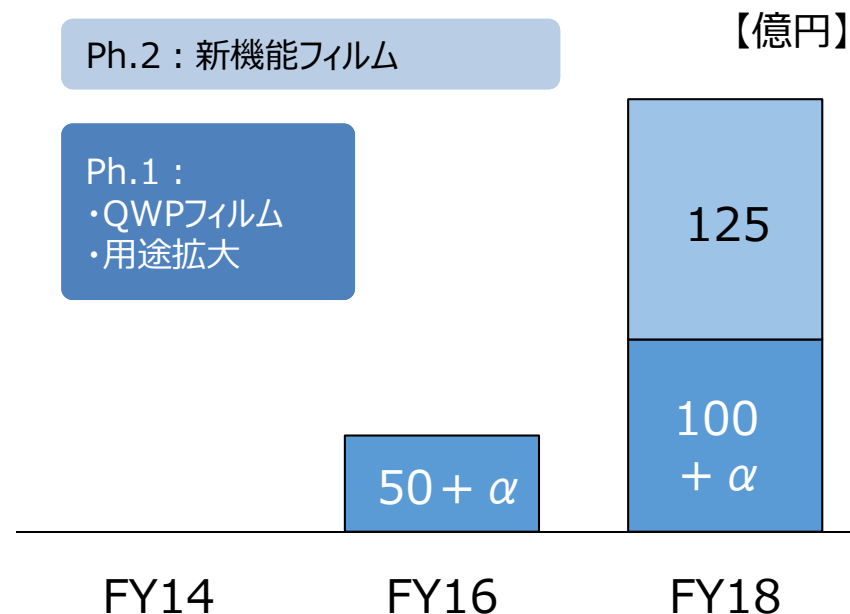 【億円】
Ph.2：新機能フィルム
Ph.1：
・QWPフィルム
・用途拡大
125
100
＋α
50＋α
FY14 FY16 FY18